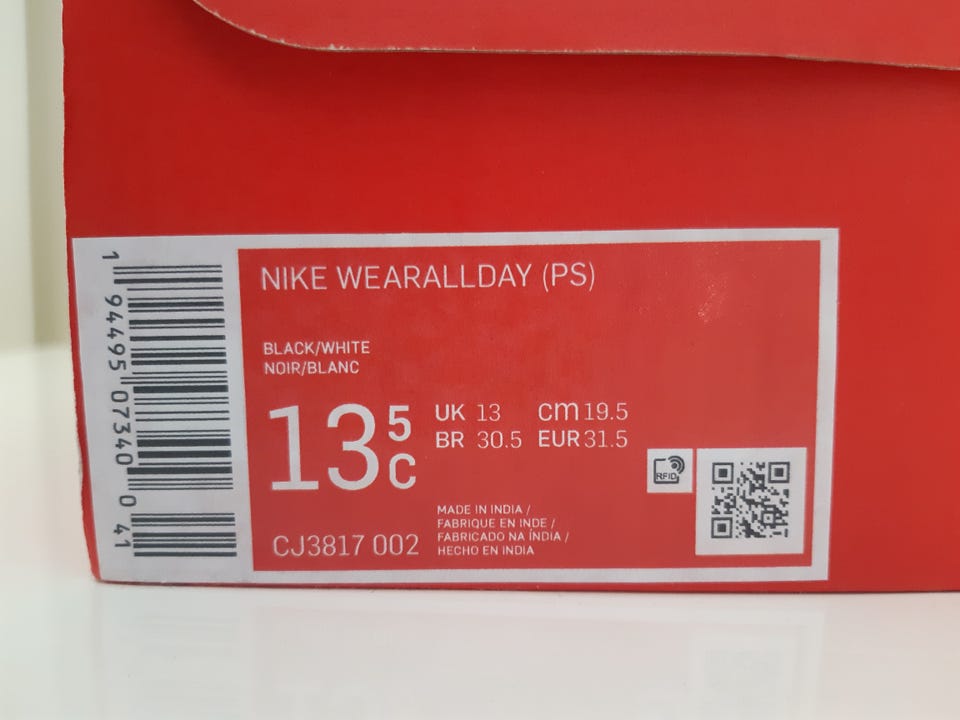 NIKE WEARALLDAY (PS)
BLACK/WHITE
NOIR/BLANC
13 5 C
UK 13 cm 19.5
BR 30.5 EUR 31.5
MADE IN INDIA /
FABRIQUE EN INDE /
FABRICADO NA ÍNDIA /
HECHO EN INDIA
CJ3817 002
RFID
1 94495 07340 0 41